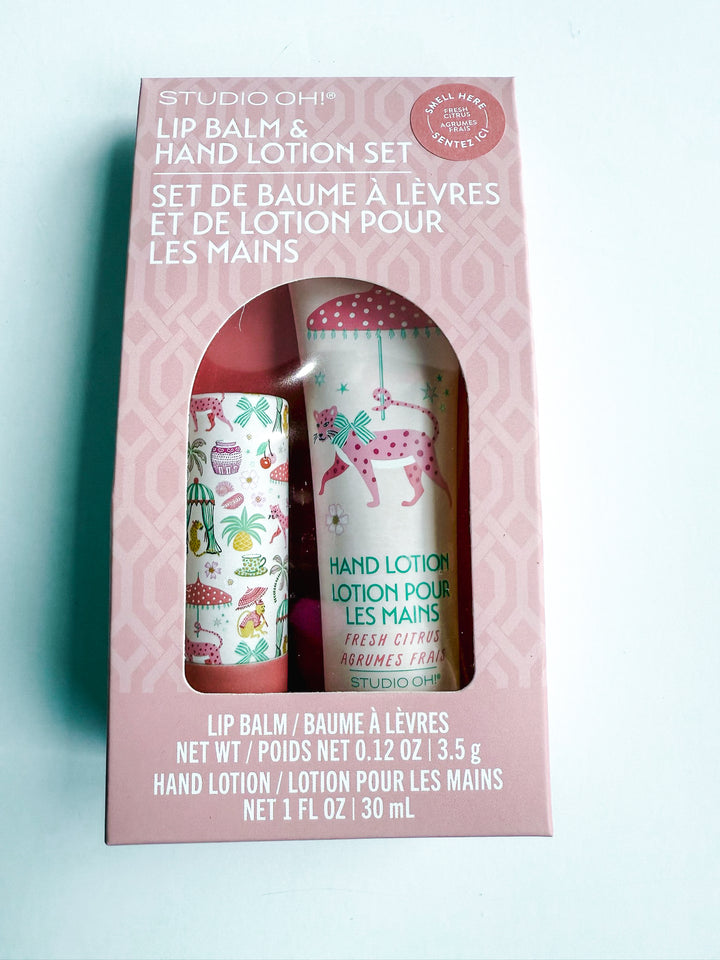 STUDIO OH!®
LIP BALM &
HAND LOTION SET
SET DE BAUME À LÈVRES
ET DE LOTION POUR
LES MAINS
SMELL HERE
FRESH
CITRUS
AGRUMES
FRAIS
SENTEZ ICI
HAND LOTION
LOTION POUR
LES MAINS
FRESH CITRUS
AGRUMES FRAIS
STUDIO OH!®
LIP BALM / BAUME À LÈVRES
NET WT / POIDS NET 0.12 OZ | 3.5 g
HAND LOTION / LOTION POUR LES MAINS
NET 1 FL OZ | 30 mL